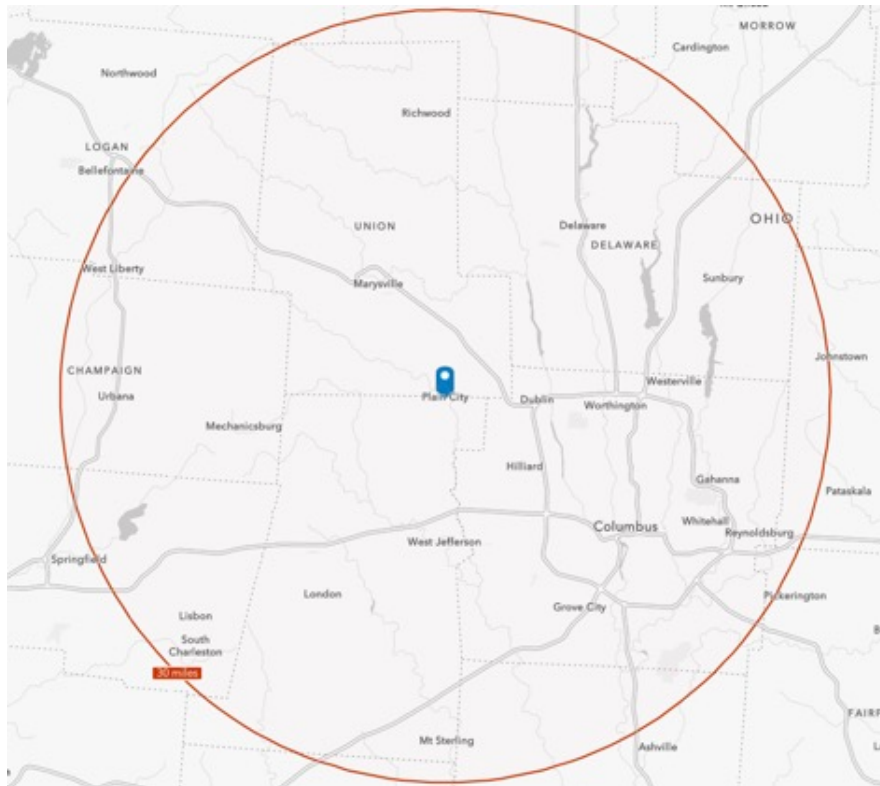 MORROW
Cardington
Northwood
Richwood
LOGAN
Bellefontaine
OHIO
UNION
Delaware
DELAWARE
West Liberty
Sunbury
Marysville
Johnstown
CHAMPAIGN
Westerville
Urbana
Plain City
Dublin
Worthington
Mechanicsburg
Hilliard
Gahanna
Pataskala
Columbus
Whitehall
Reynoldsburg
West Jefferson
Springfield
London
Pickerington
Grove City
Lisbon
South
Charleston
30 miles
FAIRF
Mt Sterling
Ashville